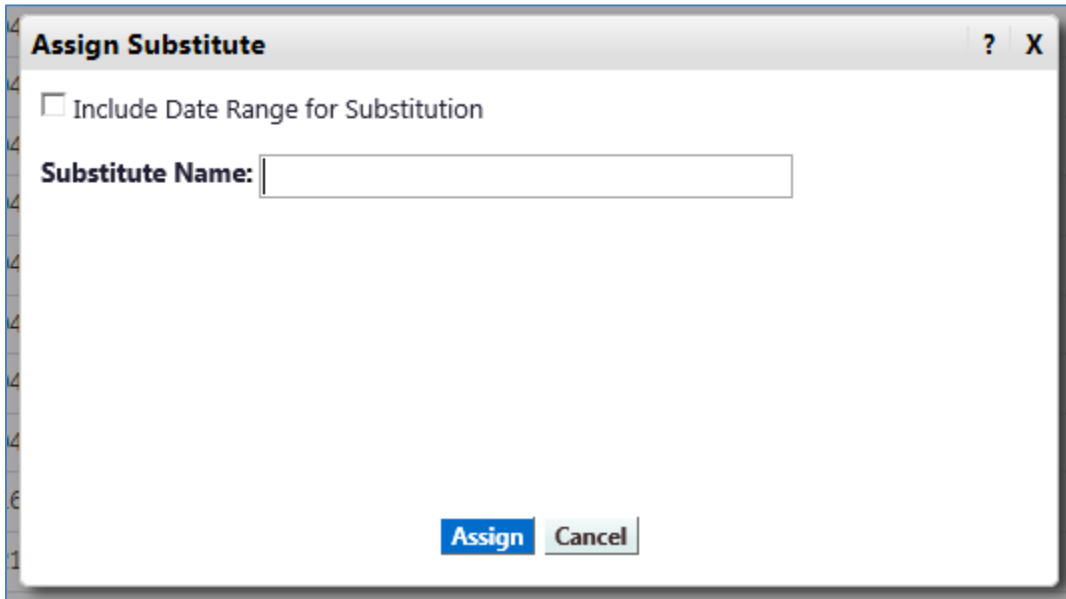 Assign Substitute ? X
Include Date Range for Substitution
Substitute Name:
Assign Cancel